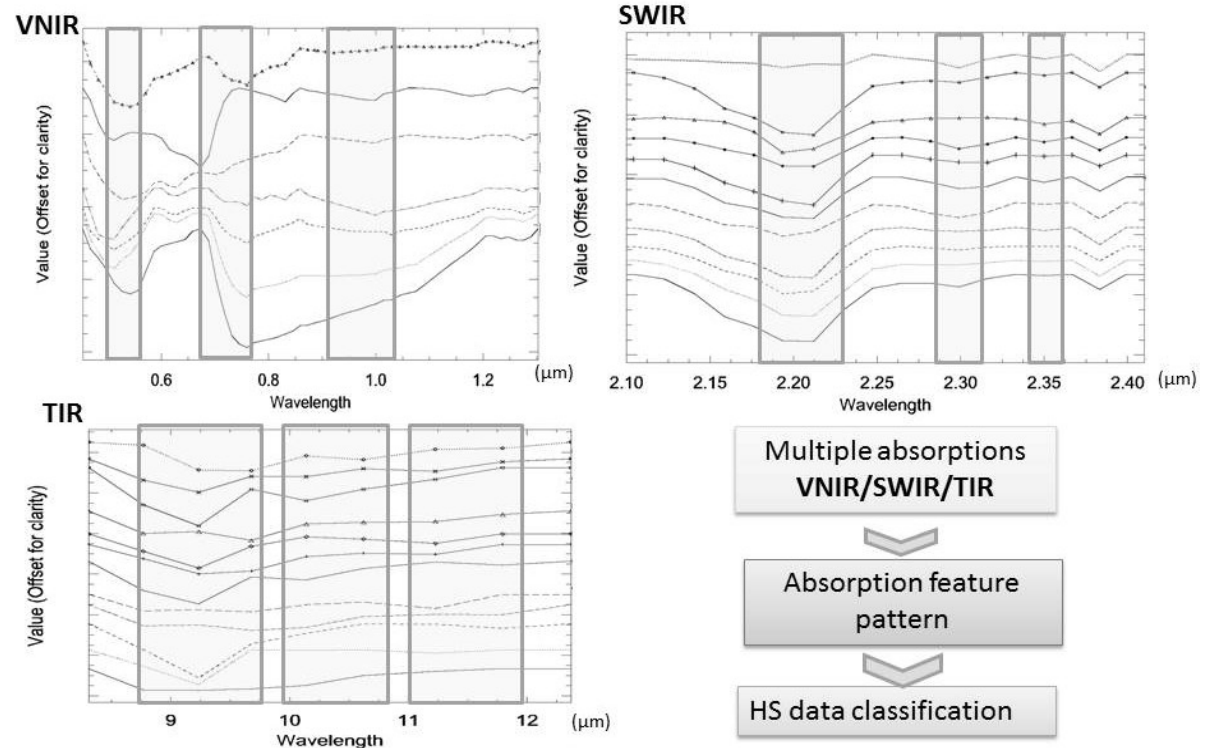 VNIR
Value (Offset for clarity)
0.6 0.8 1.0 1.2 (μm)
Wavelength
SWIR
Value (Offset for clarity)
2.10 2.15 2.20 2.25 2.30 2.35 2.40 (μm)
Wavelength
TIR
Value (Offset for clarity)
9 10 11 12 (μm)
Wavelength
Multiple absorptions
VNIR/SWIR/TIR
Absorption feature
pattern
HS data classification